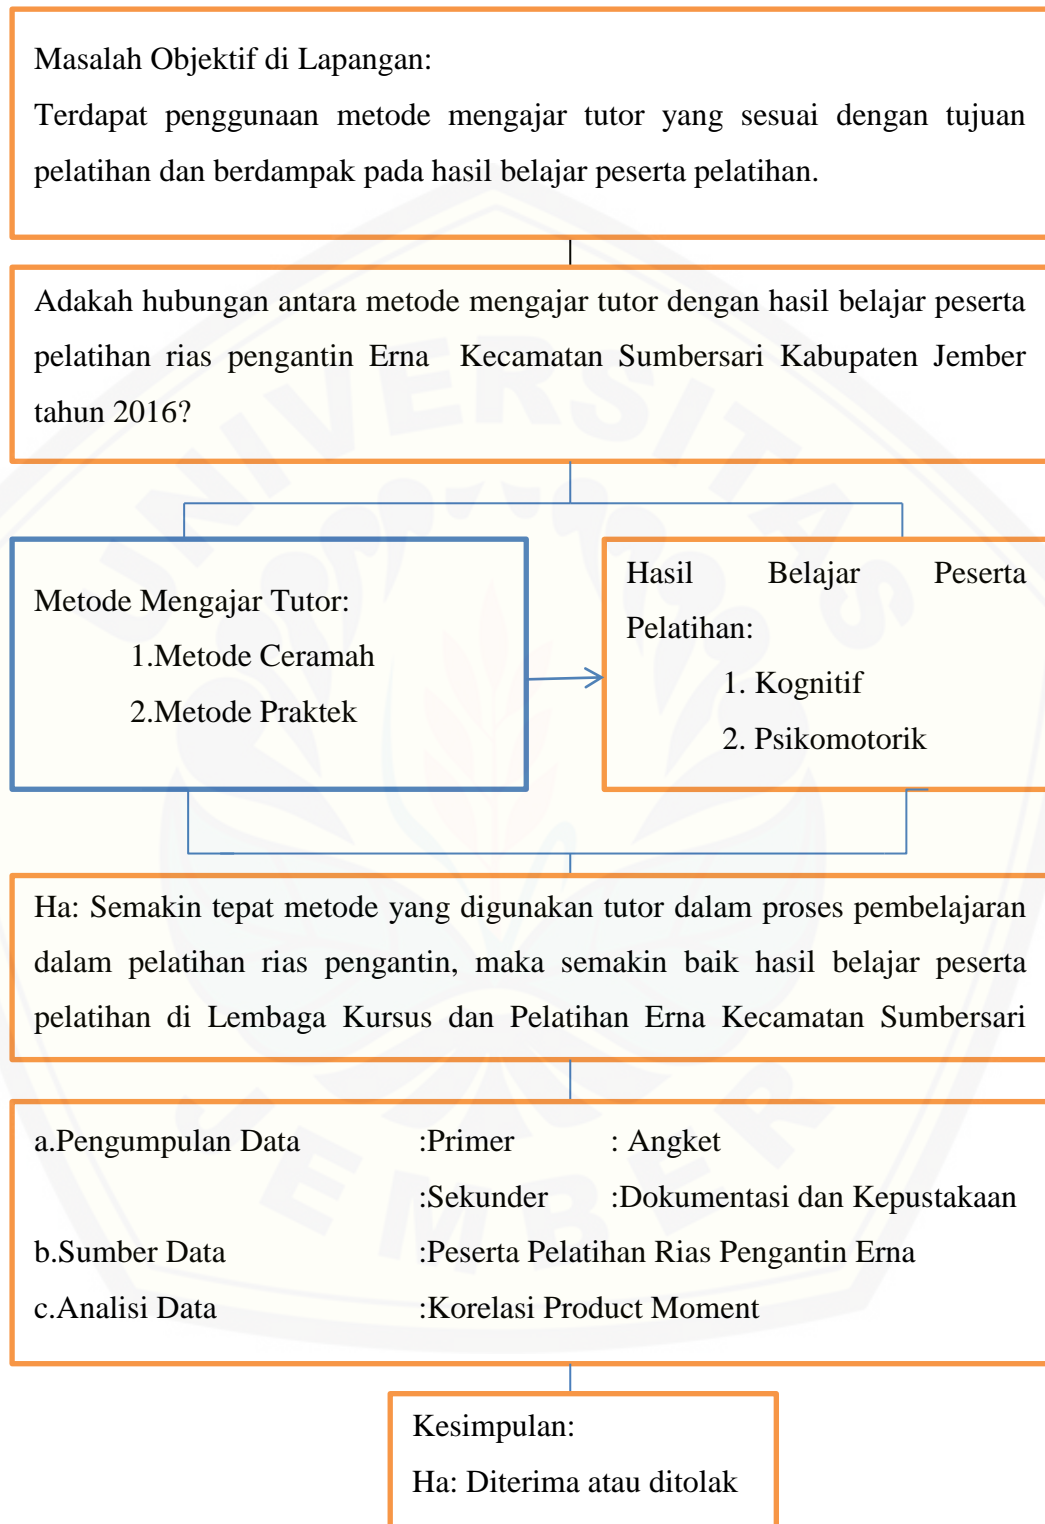 Masalah Objektif di Lapangan:
Terdapat penggunaan metode mengajar tutor yang sesuai dengan tujuan
pelatihan dan berdampak pada hasil belajar peserta pelatihan.
Adakah hubungan antara metode mengajar tutor dengan hasil belajar peserta
pelatihan rias pengantin Erna Kecamatan Sumbersari Kabupaten Jember
tahun 2016?
Metode Mengajar Tutor:
1.Metode Ceramah
2.Metode Praktek
Hasil Belajar Peserta
Pelatihan:
1. Kognitif
2. Psikomotorik
Ha: Semakin tepat metode yang digunakan tutor dalam proses pembelajaran
dalam pelatihan rias pengantin, maka semakin baik hasil belajar peserta
pelatihan di Lembaga Kursus dan Pelatihan Erna Kecamatan Sumbersari
a.Pengumpulan Data :Primer : Angket
:Sekunder :Dokumentasi dan Kepustakaan
b.Sumber Data :Peserta Pelatihan Rias Pengantin Erna
c.Analisi Data :Korelasi Product Moment
Kesimpulan:
Ha: Diterima atau ditolak
UNIVERSITAS
JEMBER